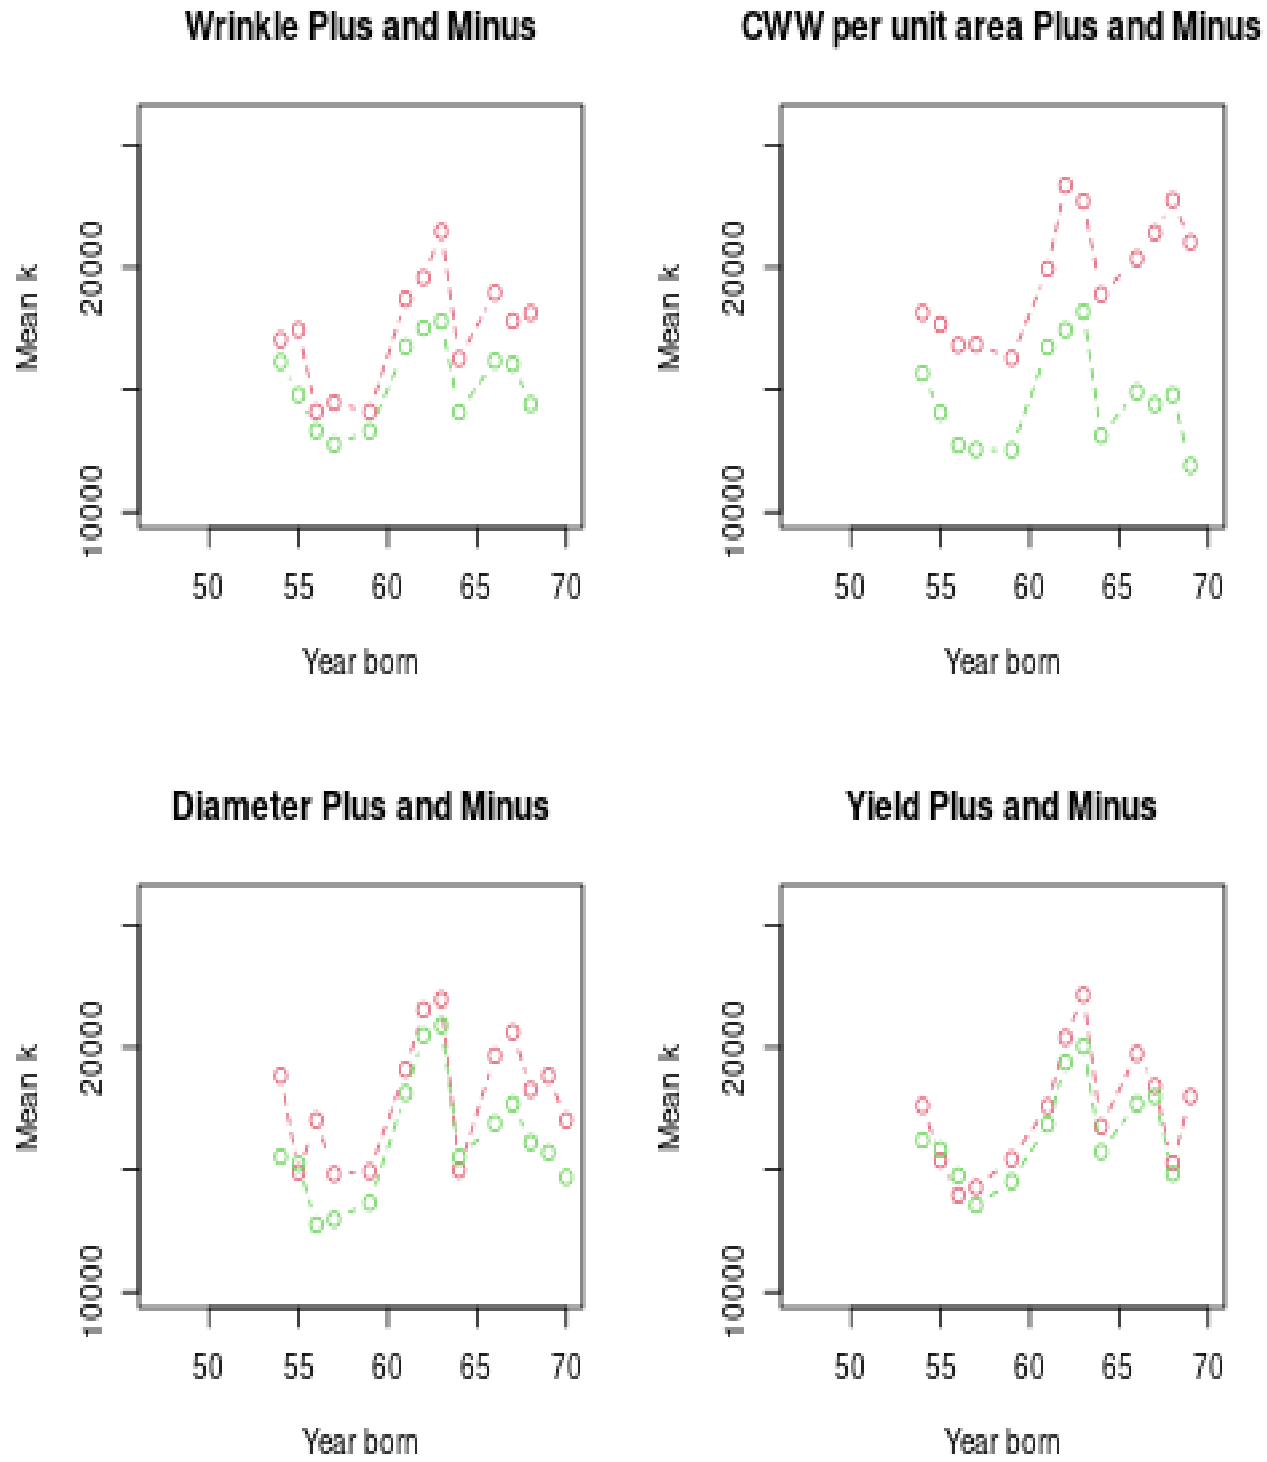 Wrinkle Plus and Minus
Mean k
10000 20000
50 55 60 65 70
Year born
CWW per unit area Plus and Minus
Mean k
10000 20000
50 55 60 65 70
Year born
Diameter Plus and Minus
Mean k
10000 20000
50 55 60 65 70
Year born
Yield Plus and Minus
Mean k
10000 20000
50 55 60 65 70
Year born